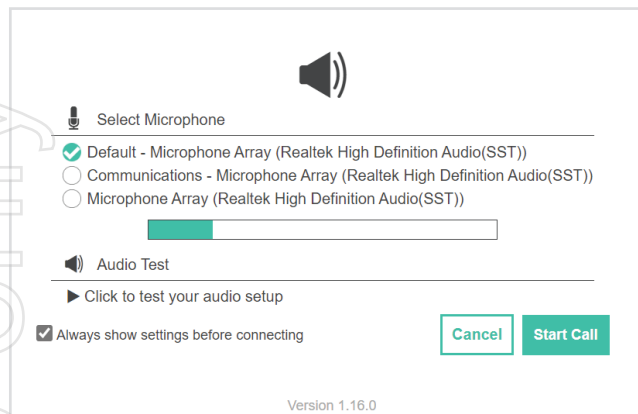 Select Microphone
Default - Microphone Array (Realtek High Definition Audio(SST))
Communications - Microphone Array (Realtek High Definition Audio(SST))
Microphone Array (Realtek High Definition Audio(SST))
Audio Test
Click to test your audio setup
Always show settings before connecting
Cancel
Start Call
Version 1.16.0